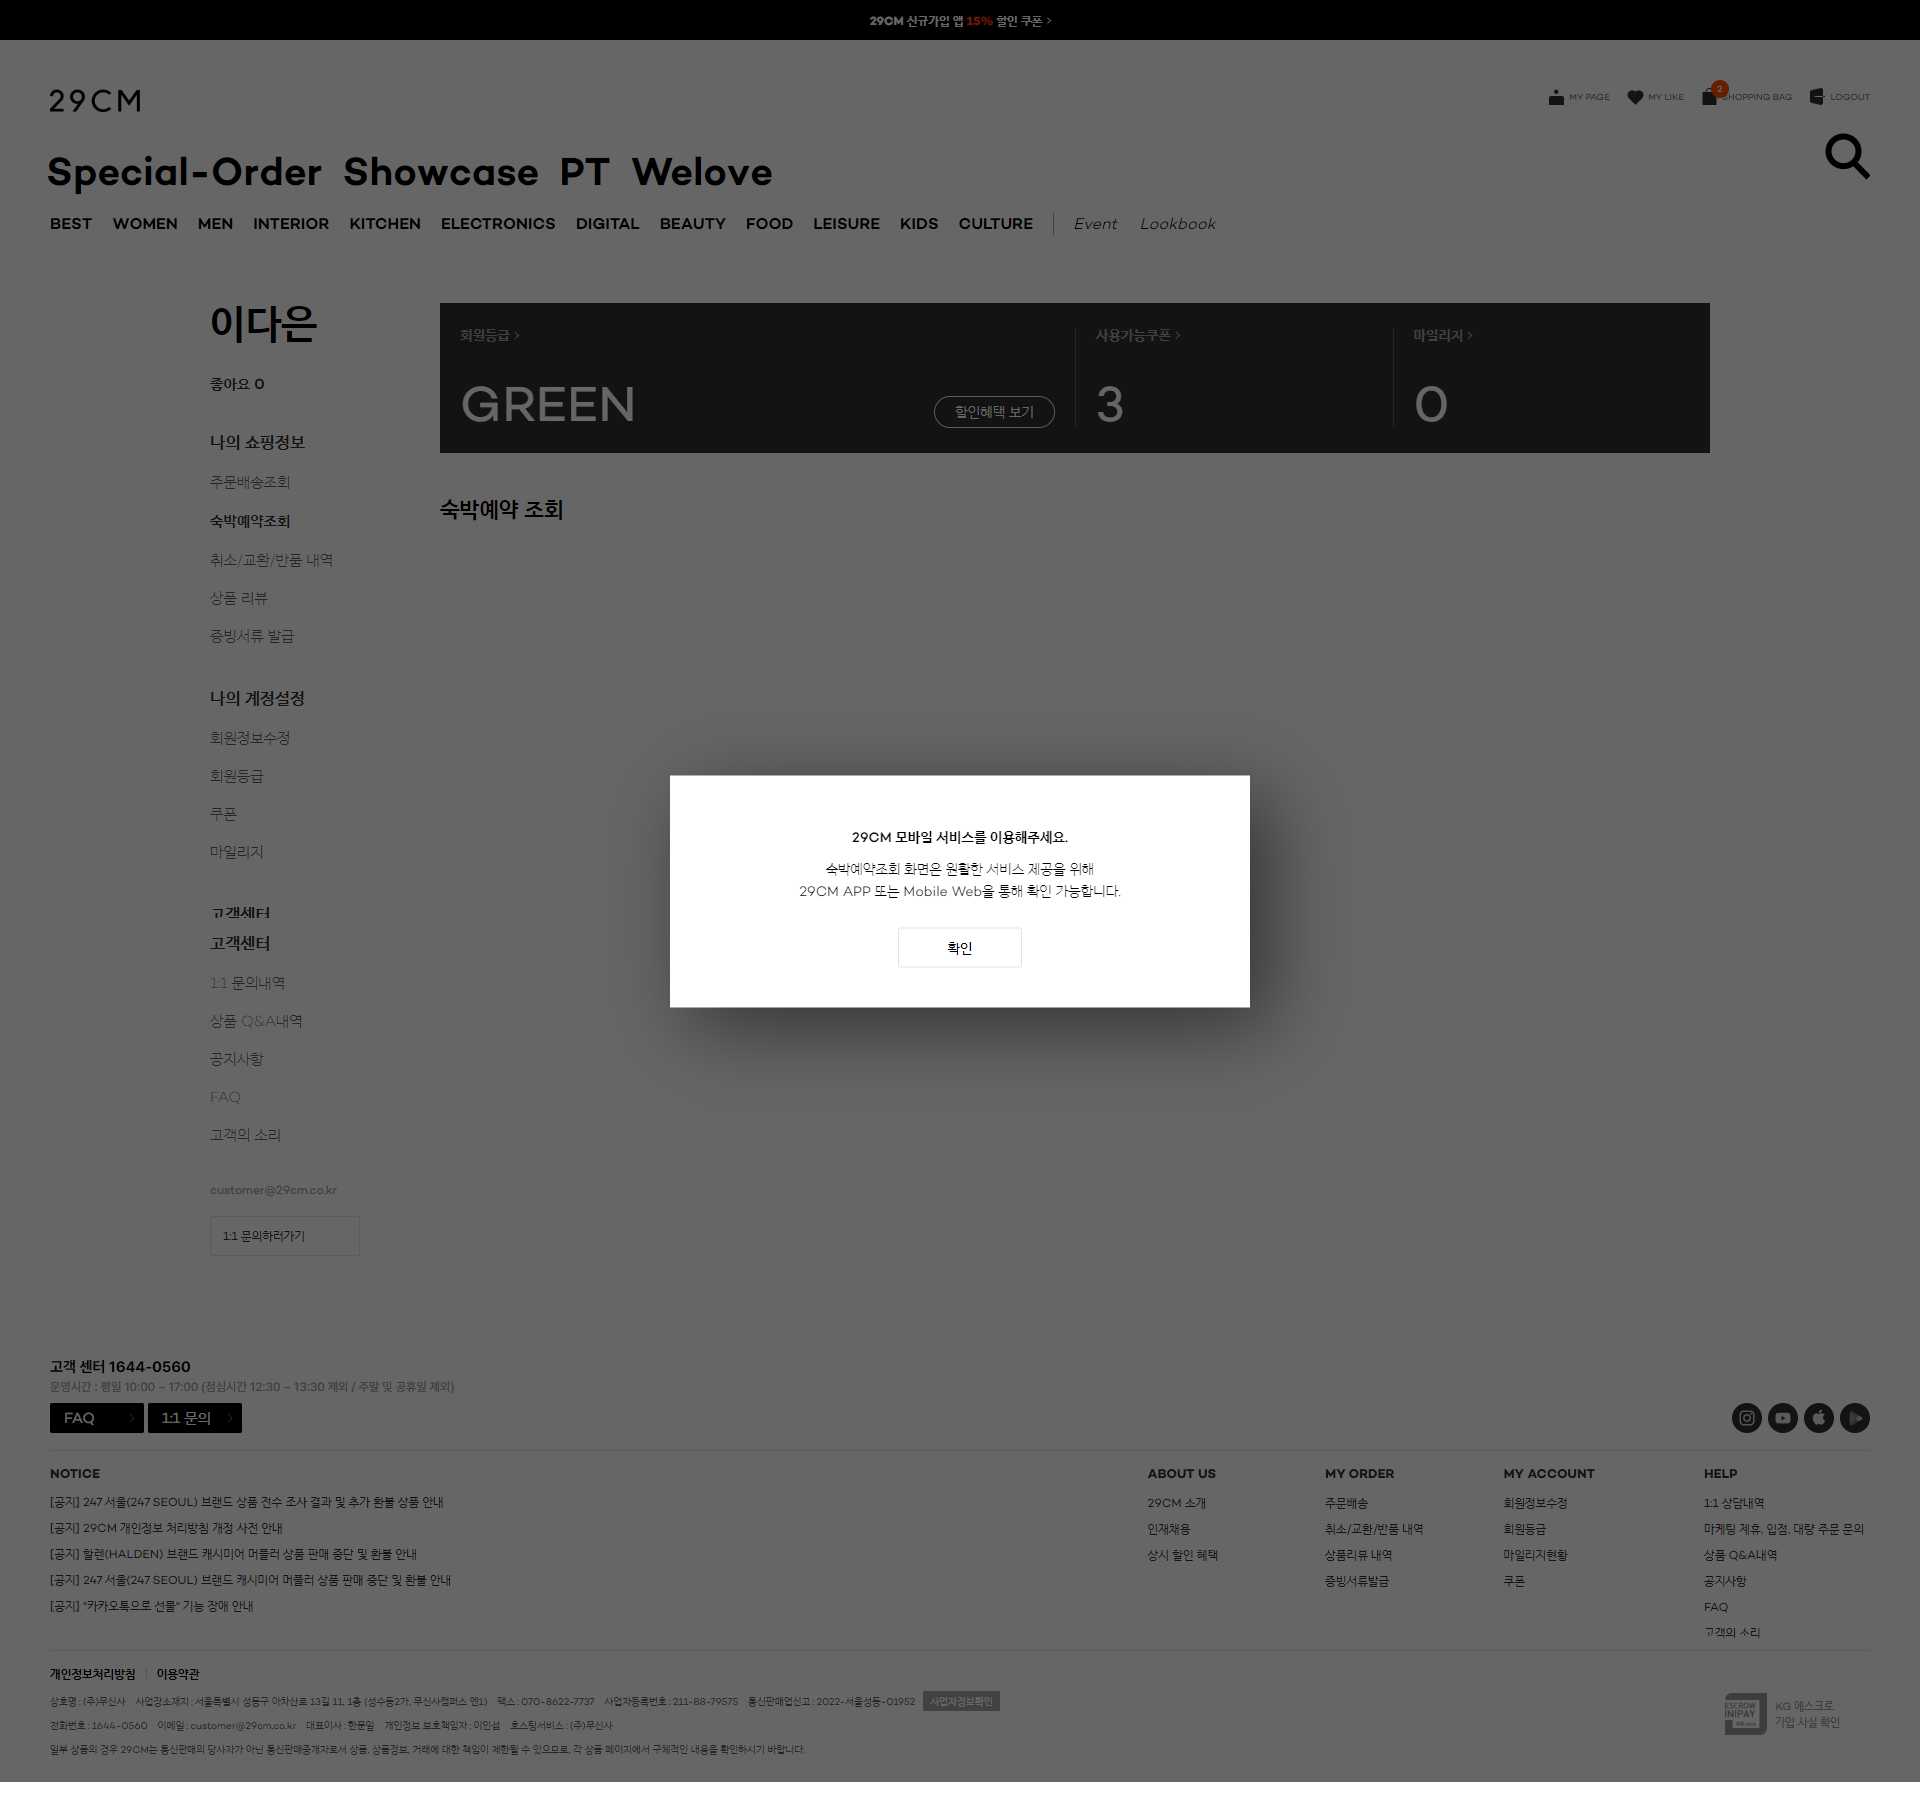 29CM 신규가입 앱 15% 할인 쿠폰 >
29CM
MY PAGE MY LIKE 2 SHOPPING BAG LOGOUT
Special-Order Showcase PT Welove
BEST WOMEN MEN INTERIOR KITCHEN ELECTRONICS DIGITAL BEAUTY FOOD LEISURE KIDS CULTURE Event Lookbook
이다은
좋아요 0
나의 쇼핑정보
주문배송조회
숙박예약조회
취소/교환/반품 내역
상품 리뷰
증빙서류 발급
나의 계정설정
회원정보수정
회원등급
쿠폰
마일리지
고객센터
고객센터
1:1 문의내역
상품 Q&A내역
공지사항
FAQ
고객의 소리
customer@29cm.co.kr
1:1 문의하러가기
회원등급 >
GREEN
할인혜택 보기
사용가능쿠폰 >
3
마일리지 >
0
숙박예약 조회
29CM 모바일 서비스를 이용해주세요.
숙박예약조회 화면은 원활한 서비스 제공을 위해
29CM APP 또는 Mobile Web을 통해 확인 가능합니다.
확인
고객 센터 1644-0560
운영시간 : 평일 10:00 ~ 17:00 (점심시간 12:30 ~ 13:30 제외 / 주말 및 공휴일 제외)
FAQ > 1:1 문의 >
NOTICE
[공지] 247 서울(247 SEOUL) 브랜드 상품 전수 조사 결과 및 추가 환불 상품 안내
[공지] 29CM 개인정보 처리방침 개정 사전 안내
[공지] 할렌(HALDEN) 브랜드 캐시미어 머플러 상품 판매 중단 및 환불 안내
[공지] 247 서울(247 SEOUL) 브랜드 캐시미어 머플러 상품 판매 중단 및 환불 안내
[공지] "카카오톡으로 선물" 기능 장애 안내
ABOUT US
29CM 소개
인재채용
상시 할인 혜택
MY ORDER
주문배송
취소/교환/반품 내역
상품리뷰 내역
증빙서류발급
MY ACCOUNT
회원정보수정
회원등급
마일리지현황
쿠폰
HELP
1:1 상담내역
마케팅 제휴, 입점, 대량 주문 문의
상품 Q&A내역
공지사항
FAQ
고객의 소리
개인정보처리방침 이용약관
상호명 : (주)무신사 사업장소재지 : 서울특별시 성동구 아차산로 13길 11, 1층 (성수동2가, 무신사캠퍼스 엔1) 팩스 : 070-8622-7737 사업자등록번호 : 211-88-79575 통신판매업신고 : 2022-서울성동-01952 사업자정보확인
전화번호 : 1644-0560 이메일 : customer@29cm.co.kr 대표이사 : 한문일 개인정보 보호책임자 : 이인섭 호스팅서비스 : (주)무신사
일부 상품의 경우 29CM는 통신판매의 당사자가 아닌 통신판매중개자로서 상품, 상품정보, 거래에 대한 책임이 제한될 수 있으므로, 각 상품 페이지에서 구체적인 내용을 확인하시기 바랍니다.
ESCROW
INIPAY
KG 에스크로
가입 사실 확인